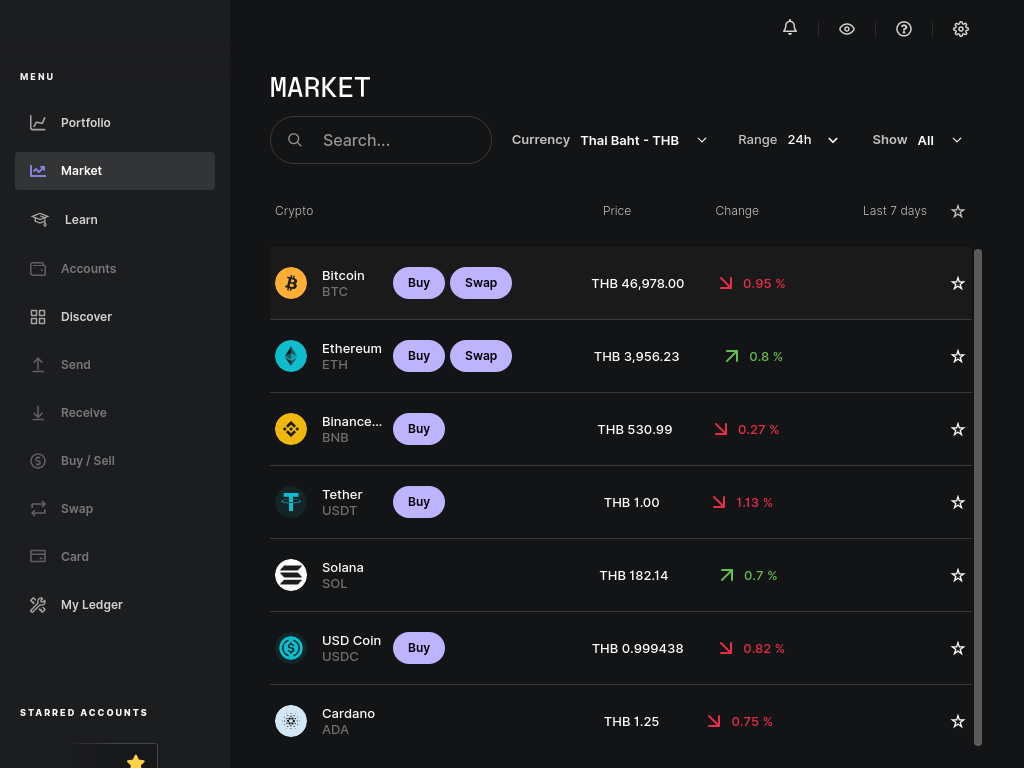 MENU
Portfolio
Market
Learn
Accounts
Discover
Send
Receive
Buy / Sell
Swap
Card
My Ledger
STARRED ACCOUNTS
MARKET
Search...
Currency Thai Baht - THB
Range 24h
Show All
Crypto Price Change Last 7 days
Bitcoin
BTC
Buy Swap THB 46,978.00 0.95 %
Ethereum
ETH
Buy Swap THB 3,956.23 0.8 %
Binance...
BNB
Buy THB 530.99 0.27 %
Tether
USDT
Buy THB 1.00 1.13 %
Solana
SOL
THB 182.14 0.7 %
USD Coin
USDC
Buy THB 0.999438 0.82 %
Cardano
ADA
THB 1.25 0.75 %